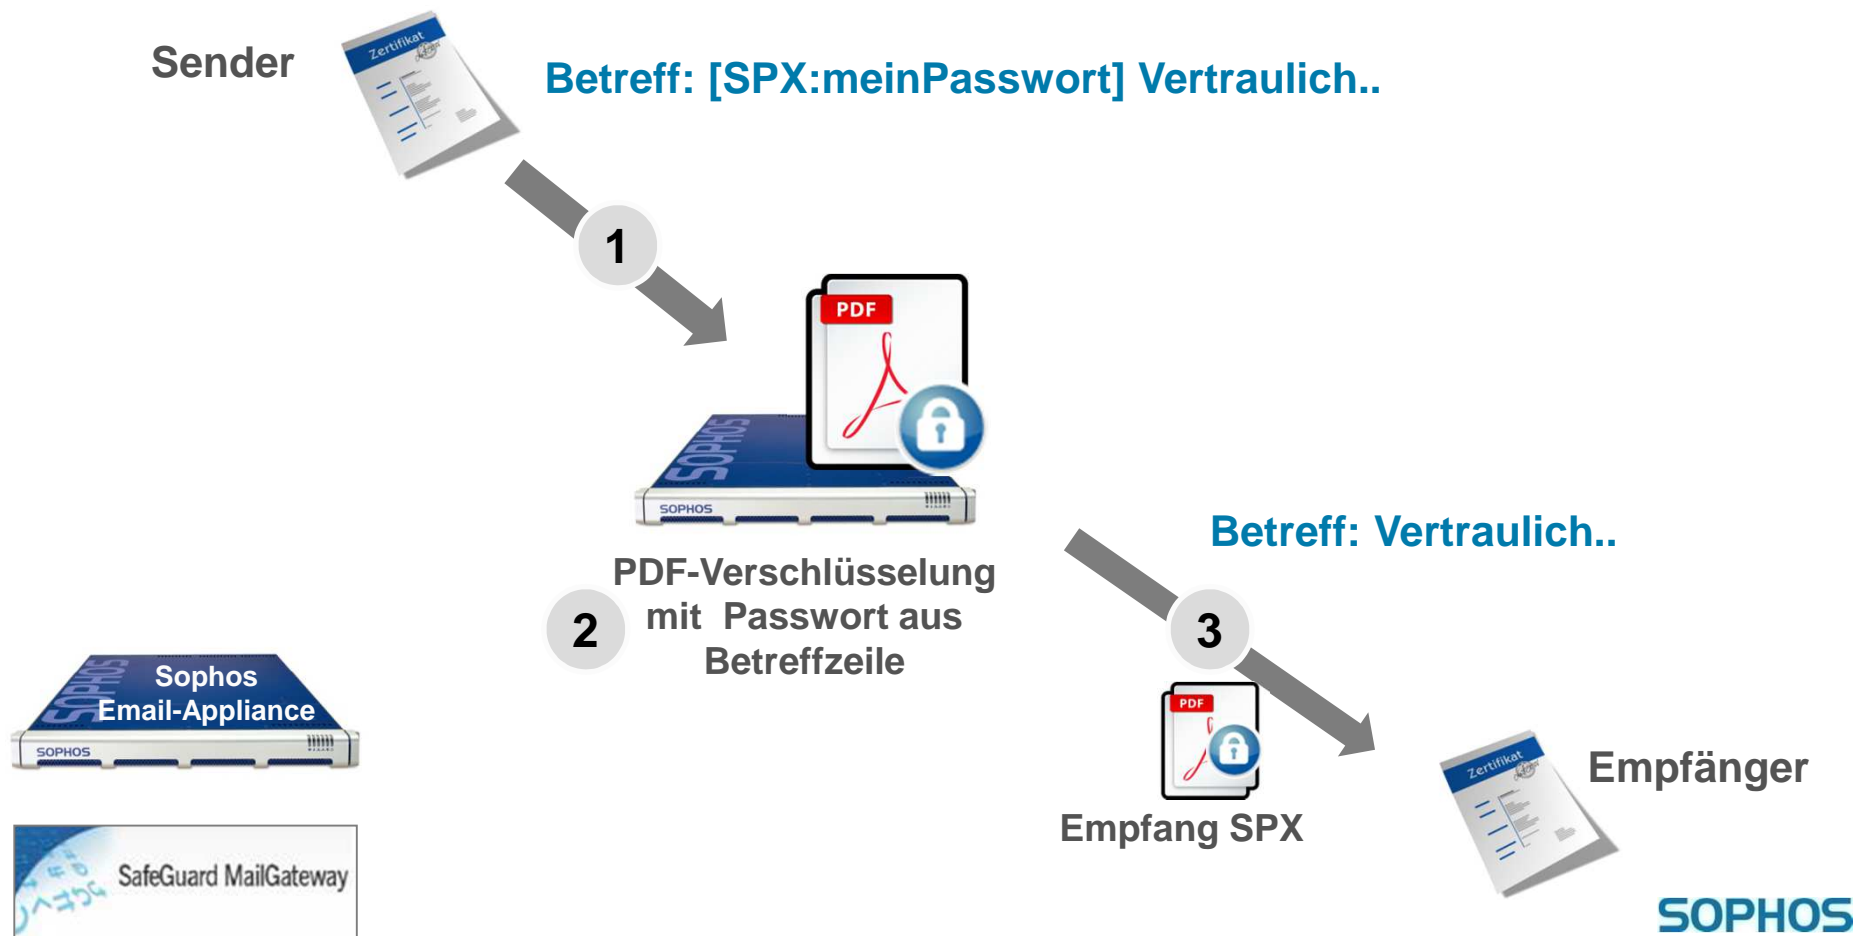 Sender
Zertifikat
Betreff: [SPX:meinPasswort] Vertraulich..
1
PDF
SOPHOS
SOPHOS
PDF-Verschlüsselung
mit Passwort aus
Betreffzeile
2
Betreff: Vertraulich..
3
PDF
Empfang SPX
Zertifikat
Empfänger
SOPHOS
Sophos
Email-Appliance
SOPHOS
SafeGuard MailGateway
SOPHOS